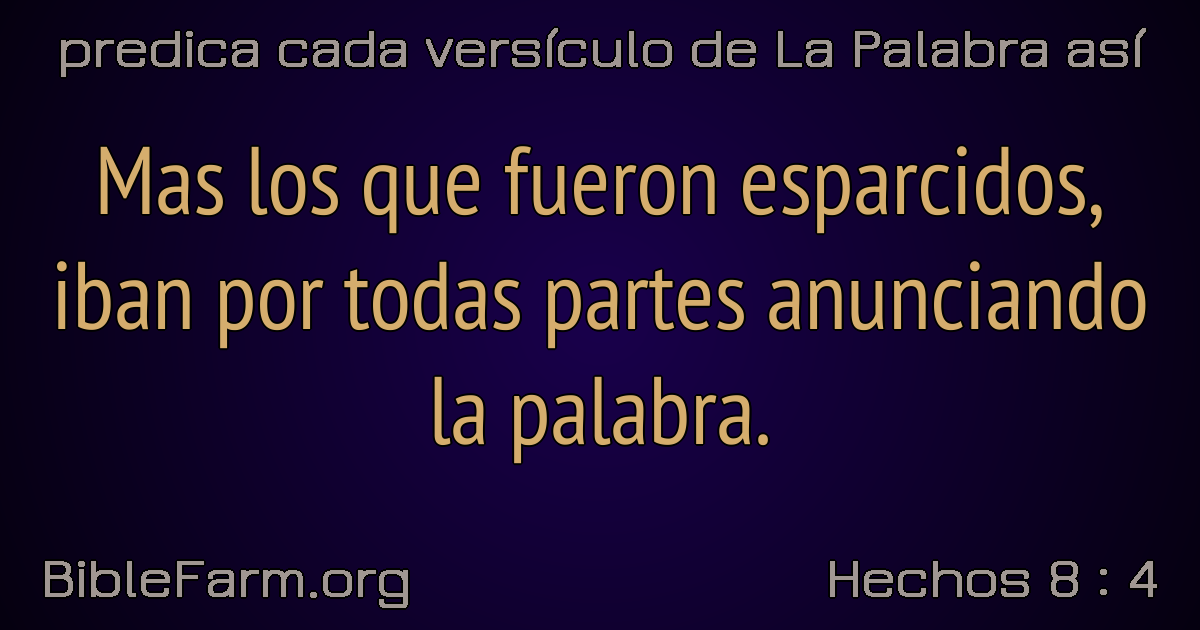 predica cada versículo de La Palabra así
Mas los que fueron esparcidos,
iban por todas partes anunciando
la palabra.
BibleFarm.org
Hechos 8 : 4